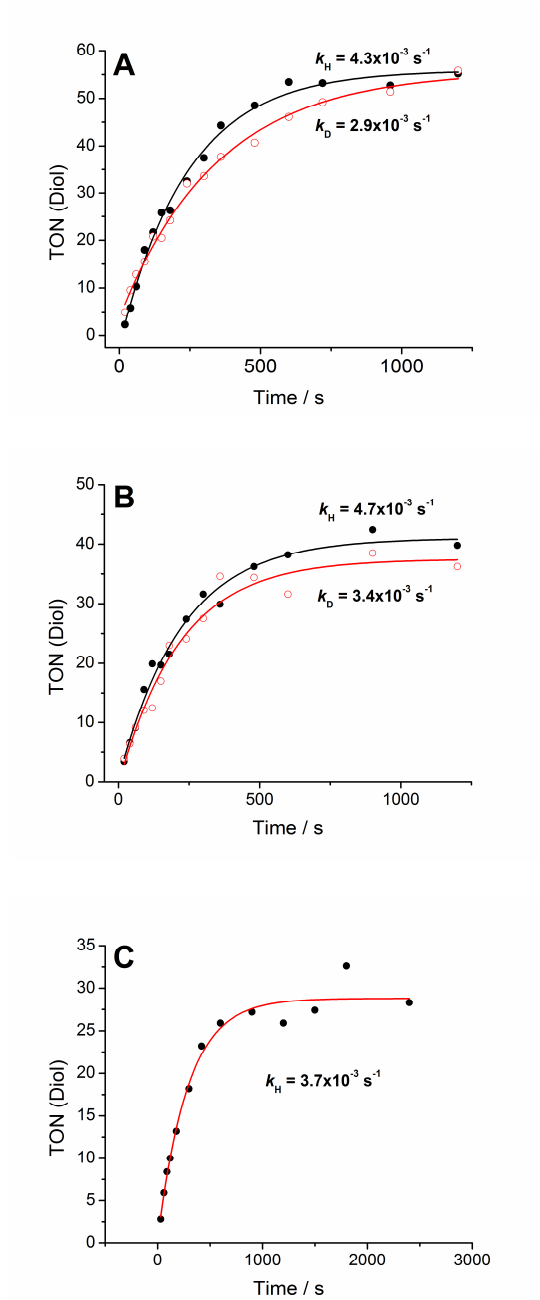 A
k_H = 4.3x10⁻³ s⁻¹
k_D = 2.9x10⁻³ s⁻¹
60
50
40
30
20
10
0
TON (Diol)
0 500 1000
Time / s
B
k_H = 4.7x10⁻³ s⁻¹
k_D = 3.4x10⁻³ s⁻¹
50
40
30
20
10
0
TON (Diol)
0 500 1000
Time / s
C
k_H = 3.7x10⁻³ s⁻¹
35
30
25
20
15
10
5
0
TON (Diol)
0 1000 2000 3000
Time / s